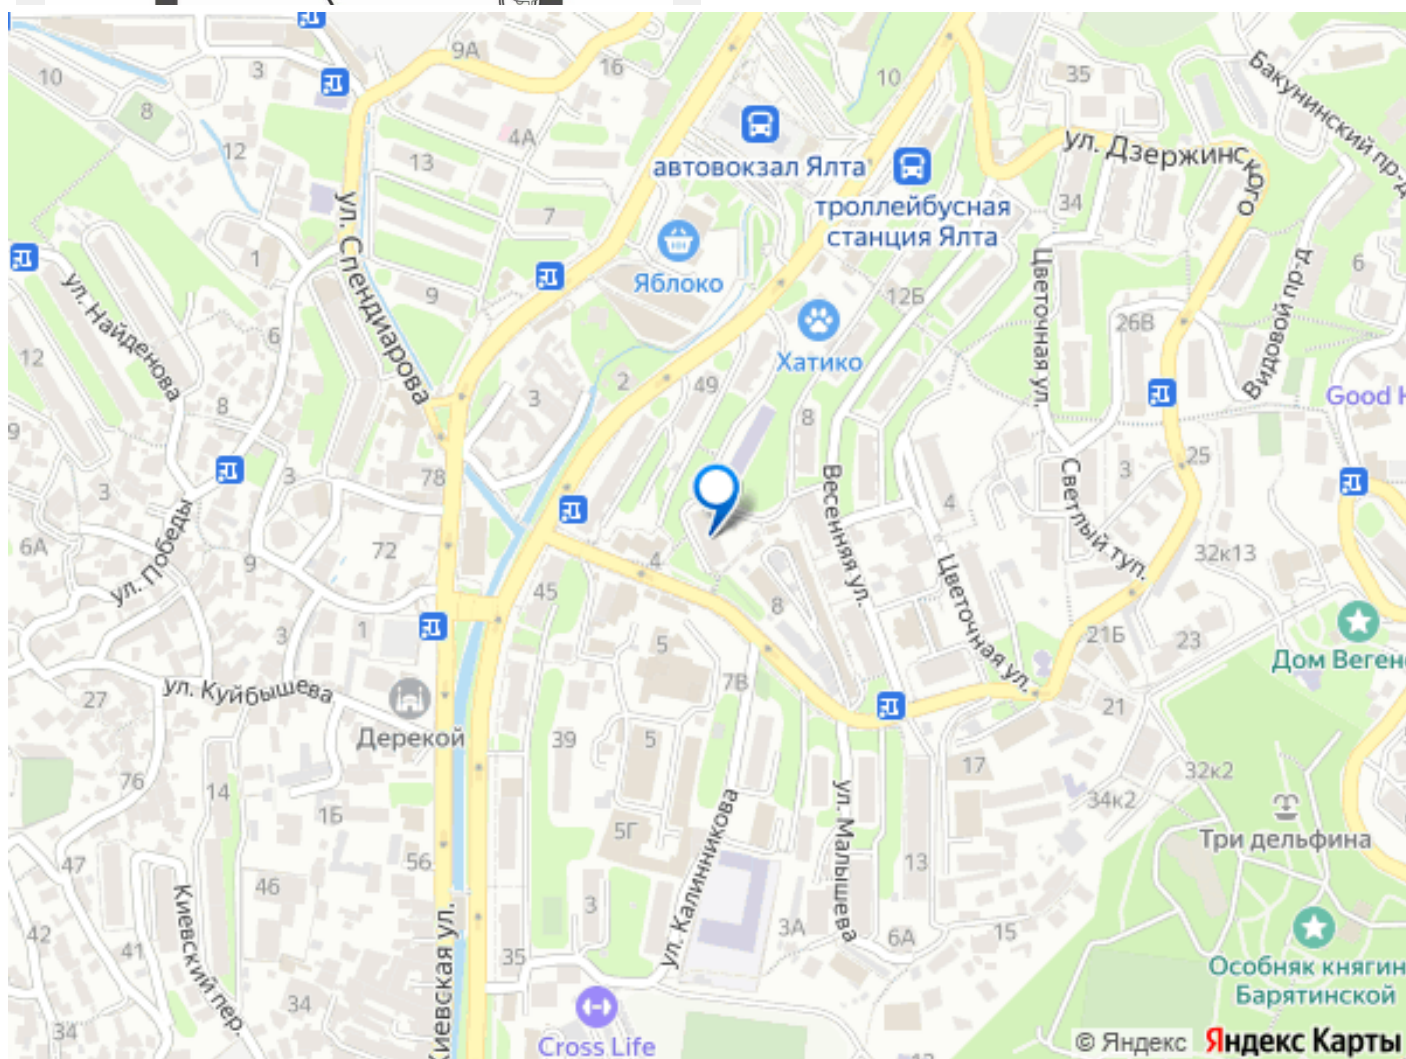 9А
3
16
10
10
35
8
4А
Бакунинский пр-д
12
13
автовокзал Ялта
ул. Дзержинского
троллейбусная
станция Ялта
34
7
ул. Спендиарова
1
Яблоко
6
9
12Б
ул. Найденова
Цветочная ул.
Видовой пр-д
26В
12
6
Хатико
2
49
3
8
8
Good H
9
78
3
3
Весенняя ул.
4
Светлый туп.
3
25
6А
ул. Победы
72
4
32к13
45
8
Цветочная ул.
3
1
5
21Б
23
Дом Веген
27
ул. Куйбышева
7В
21
Дерекой
39
5
17
32к2
76
14
1Б
5Г
ул. Калинникова
ул. Малышева
34к2
Три дельфина
47
56
13
46
Киевский пер.
3
42
41
3А
6А
15
35
Киевская ул.
Особняк княгин
Барятинской
34
34
Cross Life
12
© Яндекс Яндекс Карты